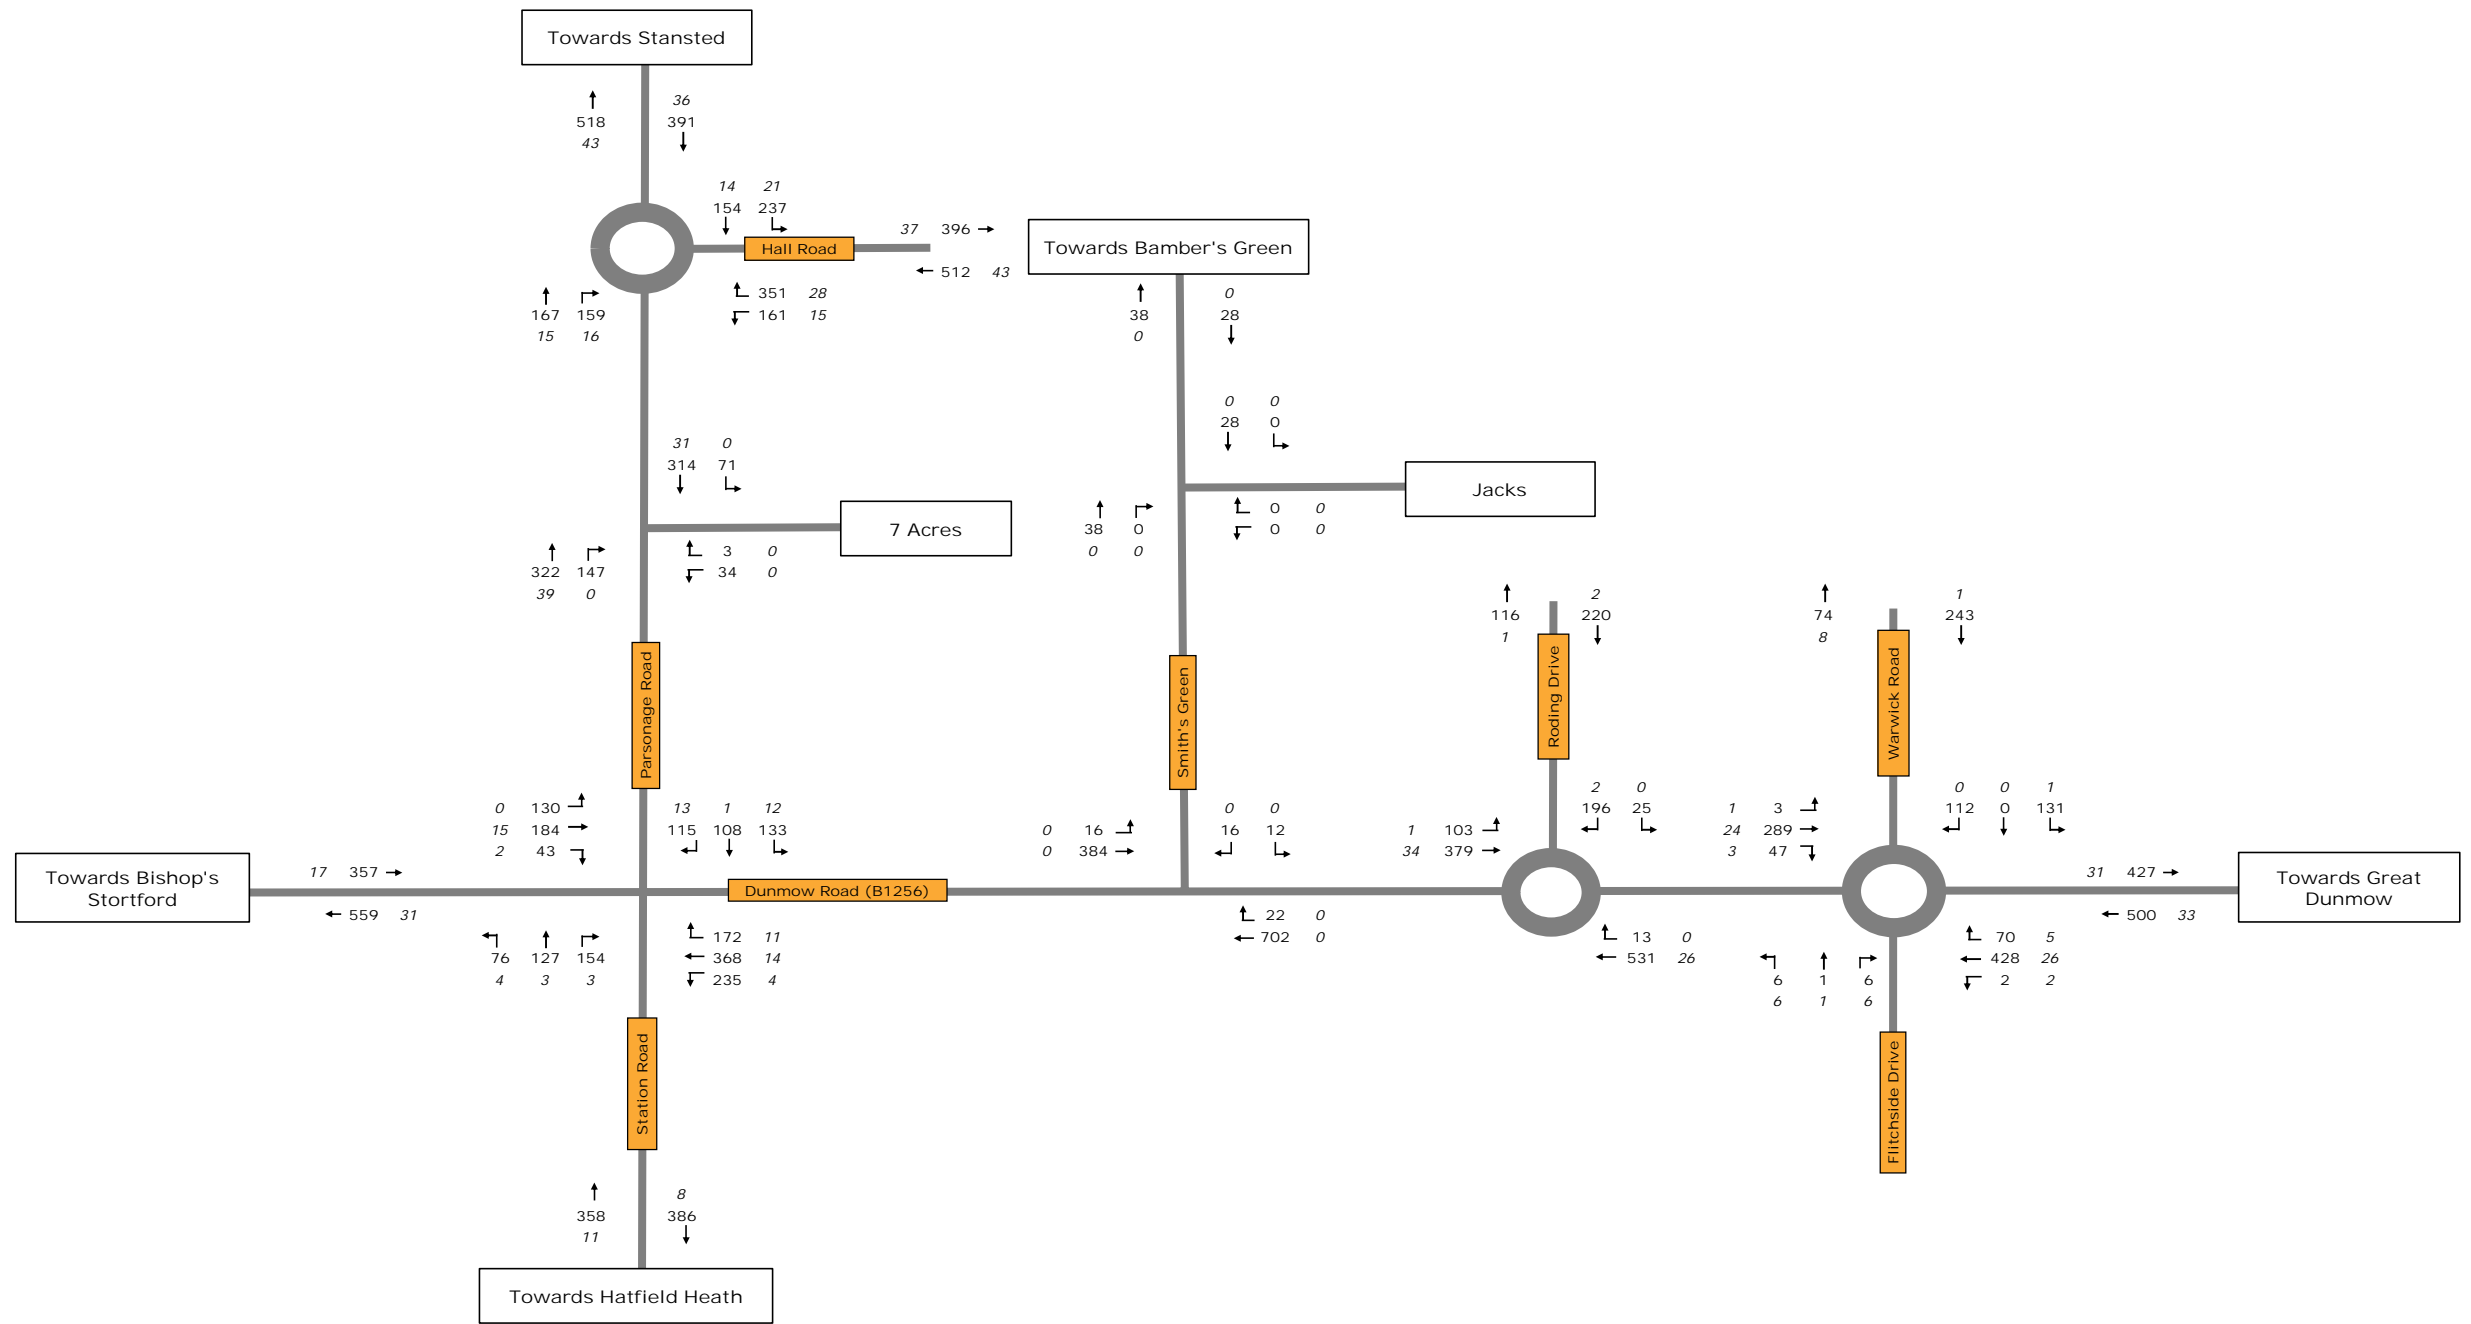 Towards Stansted
36
518 391
43
14 21
154 237
37 396
Hall Road
Towards Bamber's Green
512 43
351 28
167 159 161 15
15 16
0
38 28
0
0 0
28 0
31 0
314 71
Jacks
7 Acres
0 0
38 0 0 0
0 0
3 0
322 147 34 0
39 0
Parsonage Road
Smith's Green
Roding Drive
Warwick Road
2
116 220
1
1
74 243
8
0 130
15 184
2 43
13 1 12
115 108 133
0 16
0 384
0 0
16 12
1 103
34 379
2 0
196 25
1 3
24 289
3 47
0 0 1
112 0 131
Towards Bishop's
Stortford
17 357
559 31
Dunmow Road (B1256)
31 427
500 33
Towards Great
Dunmow
76 127 154
4 3 3
172 11
368 14
235 4
22 0
702 0
13 0
531 26
6 1 6
6 1 6
70 5
428 26
2 2
Station Road
Flitchside Drive
8
358 386
11
Towards Hatfield Heath